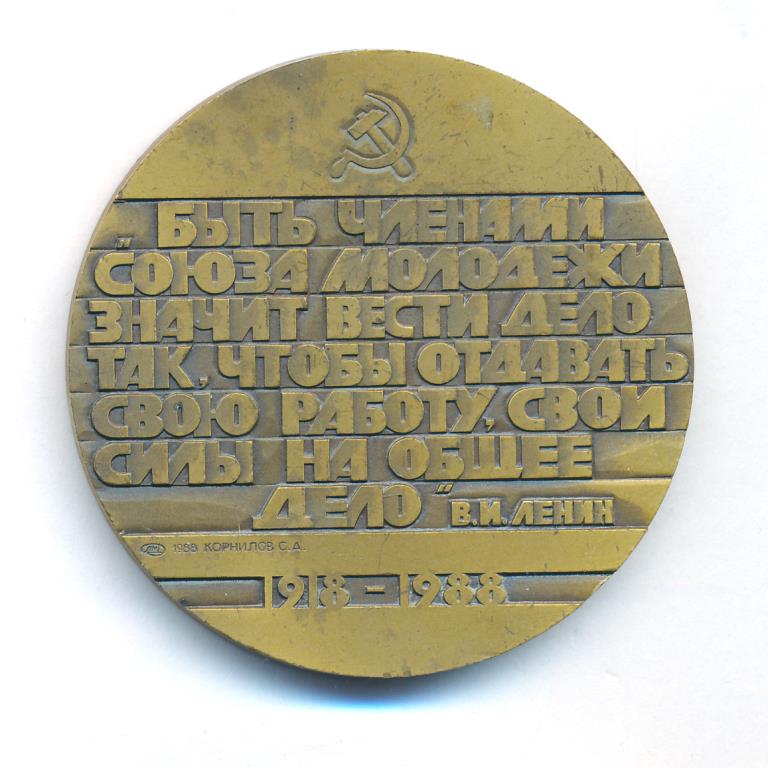 „БЫТЬ ЧЛЕНАМИ
СОЮЗА МОЛОДЕЖИ
ЗНАЧИТ ВЕСТИ ДЕЛО
ТАК, ЧТОБЫ ОТДАВАТЬ
СВОЮ РАБОТУ, СВОИ
СИЛЫ НА ОБЩЕЕ
ДЕЛО" В.И. ЛЕНИН
1988 КОРНИЛОВ С.А.
1918-1988